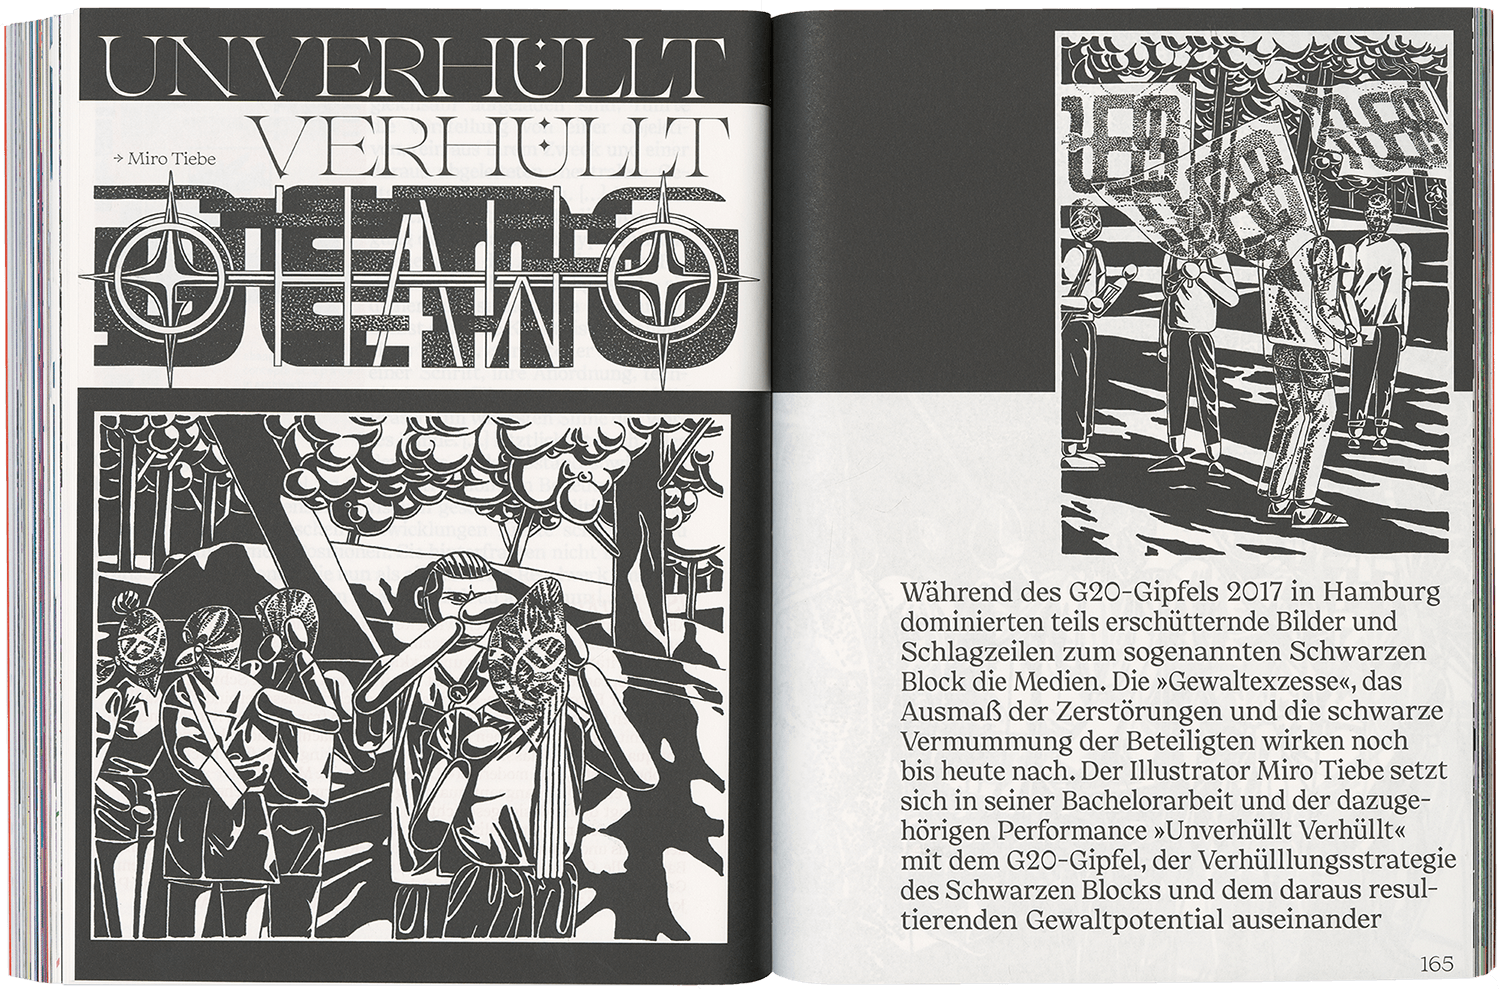 UNVERHÜLLT
VERHÜLLT
→ Miro Tiebe
Während des G20-Gipfels 2017 in Hamburg
dominierten teils erschütternde Bilder und
Schlagzeilen zum sogenannten Schwarzen
Block die Medien. Die »Gewaltexzesse«, das
Ausmaß der Zerstörungen und die schwarze
Vermummung der Beteiligten wirken noch
bis heute nach. Der Illustrator Miro Tiebe setzt
sich in seiner Bachelorarbeit und der dazuge-
hörigen Performance »Unverhüllt Verhüllt«
mit dem G20-Gipfel, der Verhülllungsstrategie
des Schwarzen Blocks und dem daraus resul-
tierenden Gewaltpotential auseinander
165